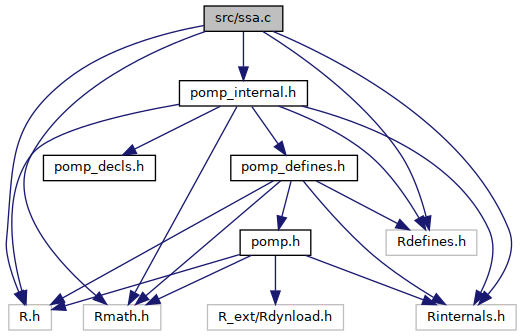 src/ssa.c
pomp_internal.h
pomp_decls.h
pomp_defines.h
pomp.h
Rdefines.h
R.h
Rmath.h
R_ext/Rdynload.h
Rinternals.h